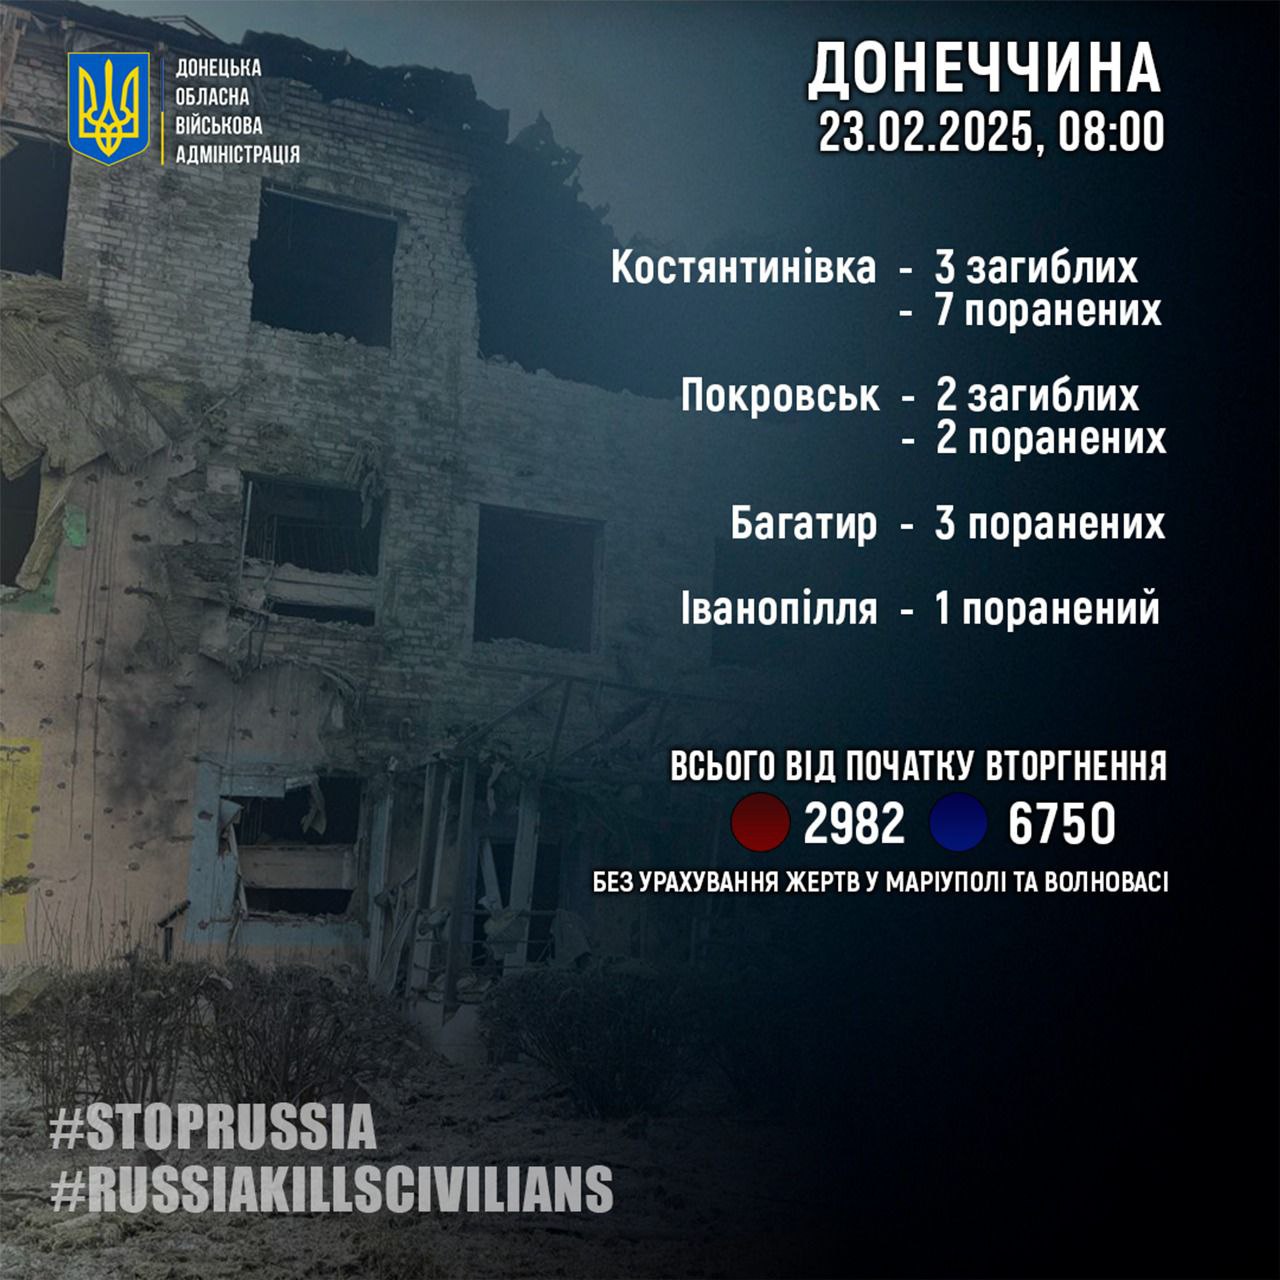 ДОНЕЦЬКА
ОБЛАСНА
ВІЙСЬКОВА
АДМІНІСТРАЦІЯ
ДОНЕЧЧИНА
23.02.2025, 08:00
Костянтинівка - 3 загиблих
- 7 поранених
Покровськ - 2 загиблих
- 2 поранених
Багатир - 3 поранених
Іванопілля - 1 поранений
ВСЬОГО ВІД ПОЧАТКУ ВТОРГНЕННЯ
2982 6750
БЕЗ УРАХУВАННЯ ЖЕРТВ У МАРІУПОЛІ ТА ВОЛНОВАСІ
#STOPRUSSIA
#RUSSIAKILLSCIVILIANS